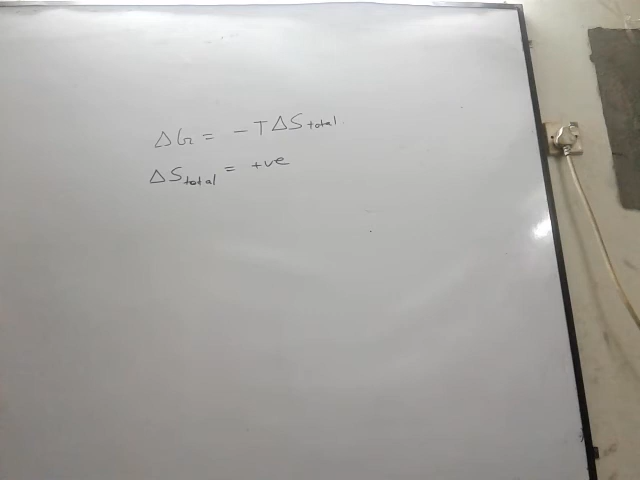 ΔG = -TΔS total.
ΔS total = +ve